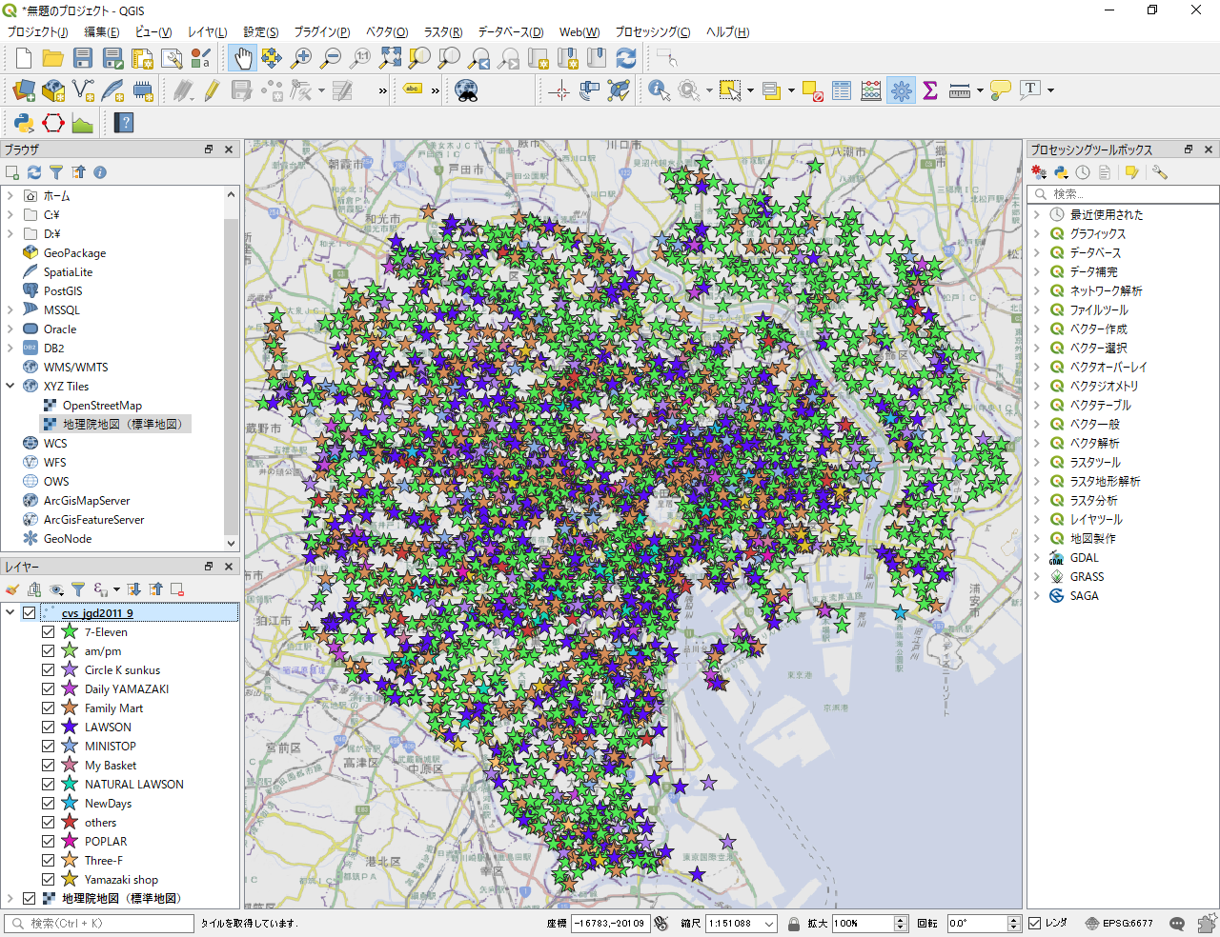 *無題のプロジェクト - QGIS
プロジェクト(J) 編集(E) ビュー(V) レイヤ(L) 設定(S) プラグイン(P) ベクタ(O) ラスタ(R) データベース(D) Web(W) プロセッシング(C) ヘルプ(H)
ブラウザ
ホーム
C:¥
D:¥
GeoPackage
SpatiaLite
PostGIS
MSSQL
Oracle
DB2
WMS/WMTS
XYZ Tiles
OpenStreetMap
地理院地図（標準地図）
WCS
WFS
OWS
ArcGisMapServer
ArcGisFeatureServer
GeoNode
レイヤー
cvs_jgd2011_9
7-Eleven
am/pm
Circle K sunkus
Daily YAMAZAKI
Family Mart
LAWSON
MINISTOP
My Basket
NATURAL LAWSON
NewDays
others
POPLAR
Three-F
Yamazaki shop
地理院地図（標準地図）
川口市
八潮市
朝霞市
戸田市
和光市
蔵野市
狛江市
宮前区
高津区
中原区
港北区
幸区
浦安市
東京港
京浜港
東京国際空港
プロセッシングツールボックス
検索...
最近使用された
グラフィックス
データベース
データ補完
ネットワーク解析
ファイルツール
ベクター作成
ベクター選択
ベクタオーバーレイ
ベクタジオメトリ
ベクタテーブル
ベクタ一般
ベクタ解析
ラスタツール
ラスタ地形解析
ラスタ分析
レイヤツール
地図製作
GDAL
GRASS
SAGA
検索(Ctrl + K) タイルを取得しています. 座標 -16783,-20109 縮尺 1:151088 拡大 100% 回転 0.0° レンダ EPSG:6677